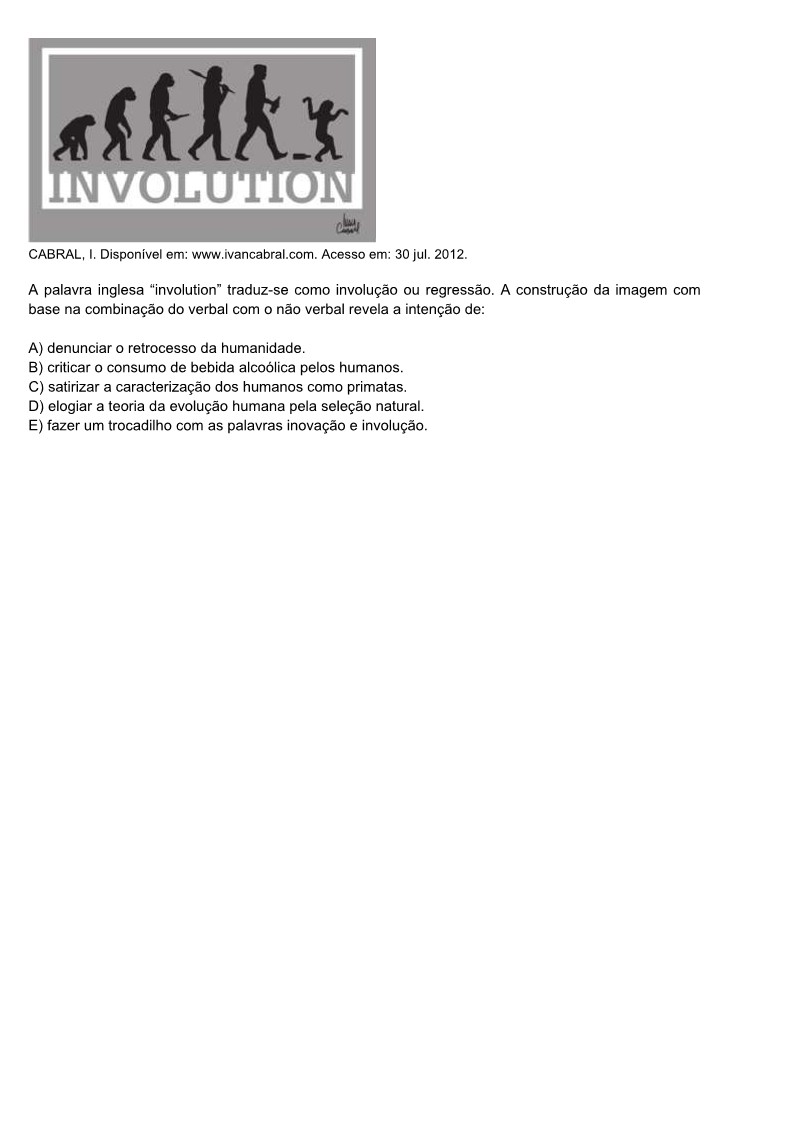 INVOLUTION
Ivan
Cabral
CABRAL, I. Disponível em: www.ivancabral.com. Acesso em: 30 jul. 2012.
A palavra inglesa “involution” traduz-se como involução ou regressão. A construção da imagem com
base na combinação do verbal com o não verbal revela a intenção de:
A) denunciar o retrocesso da humanidade.
B) criticar o consumo de bebida alcoólica pelos humanos.
C) satirizar a caracterização dos humanos como primatas.
D) elogiar a teoria da evolução humana pela seleção natural.
E) fazer um trocadilho com as palavras inovação e involução.